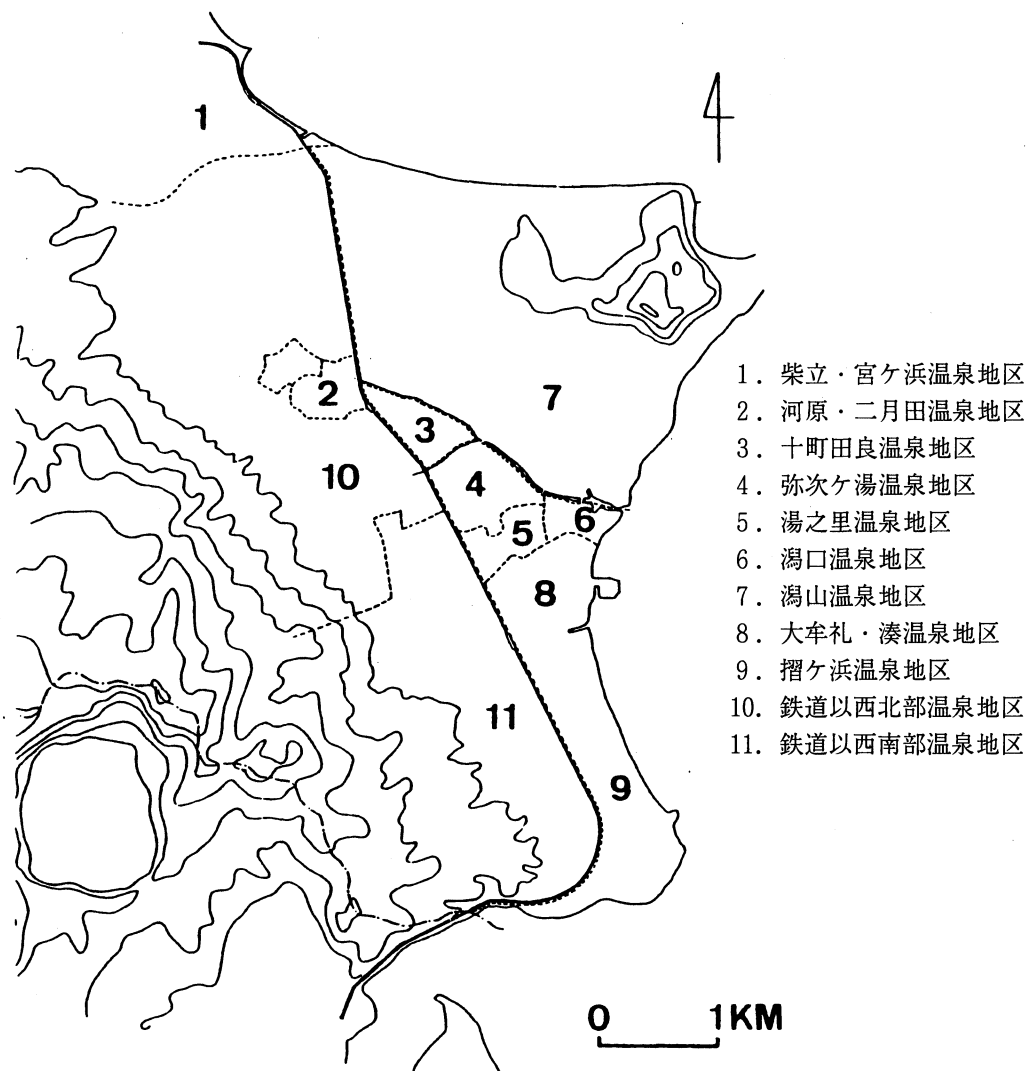 1
2
3
4
5
6
7
8
9
10
11
1. 柴立・宮ケ浜温泉地区
2. 河原・二月田温泉地区
3. 十町田良温泉地区
4. 弥次ケ湯温泉地区
5. 湯之里温泉地区
6. 潟口温泉地区
7. 潟山温泉地区
8. 大牟礼・湊温泉地区
9. 摺ケ浜温泉地区
10. 鉄道以西北部温泉地区
11. 鉄道以西南部温泉地区
0 1KM